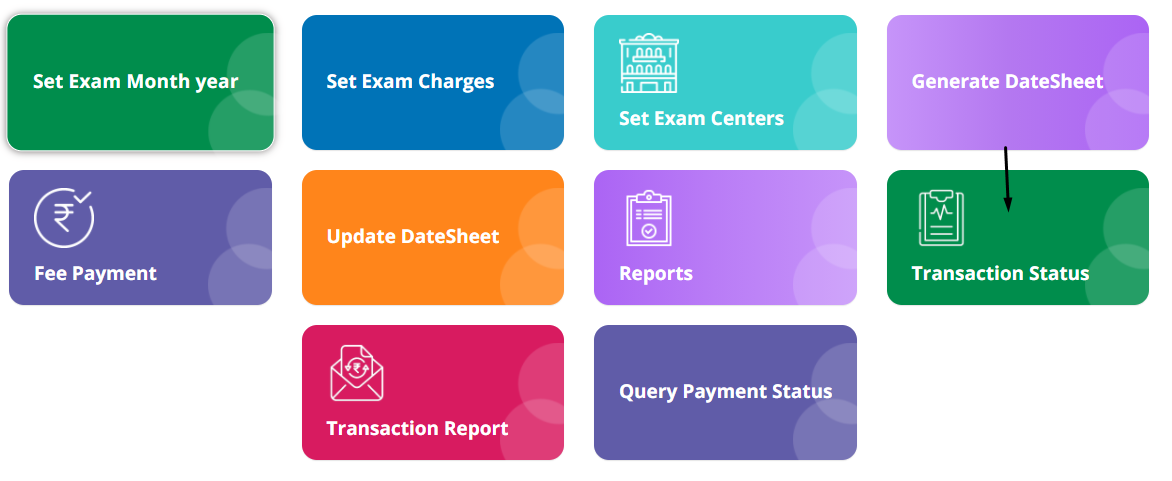 Set Exam Month year
Set Exam Charges
Set Exam Centers
Generate DateSheet
Fee Payment
Update DateSheet
Reports
Transaction Status
Transaction Report
Query Payment Status